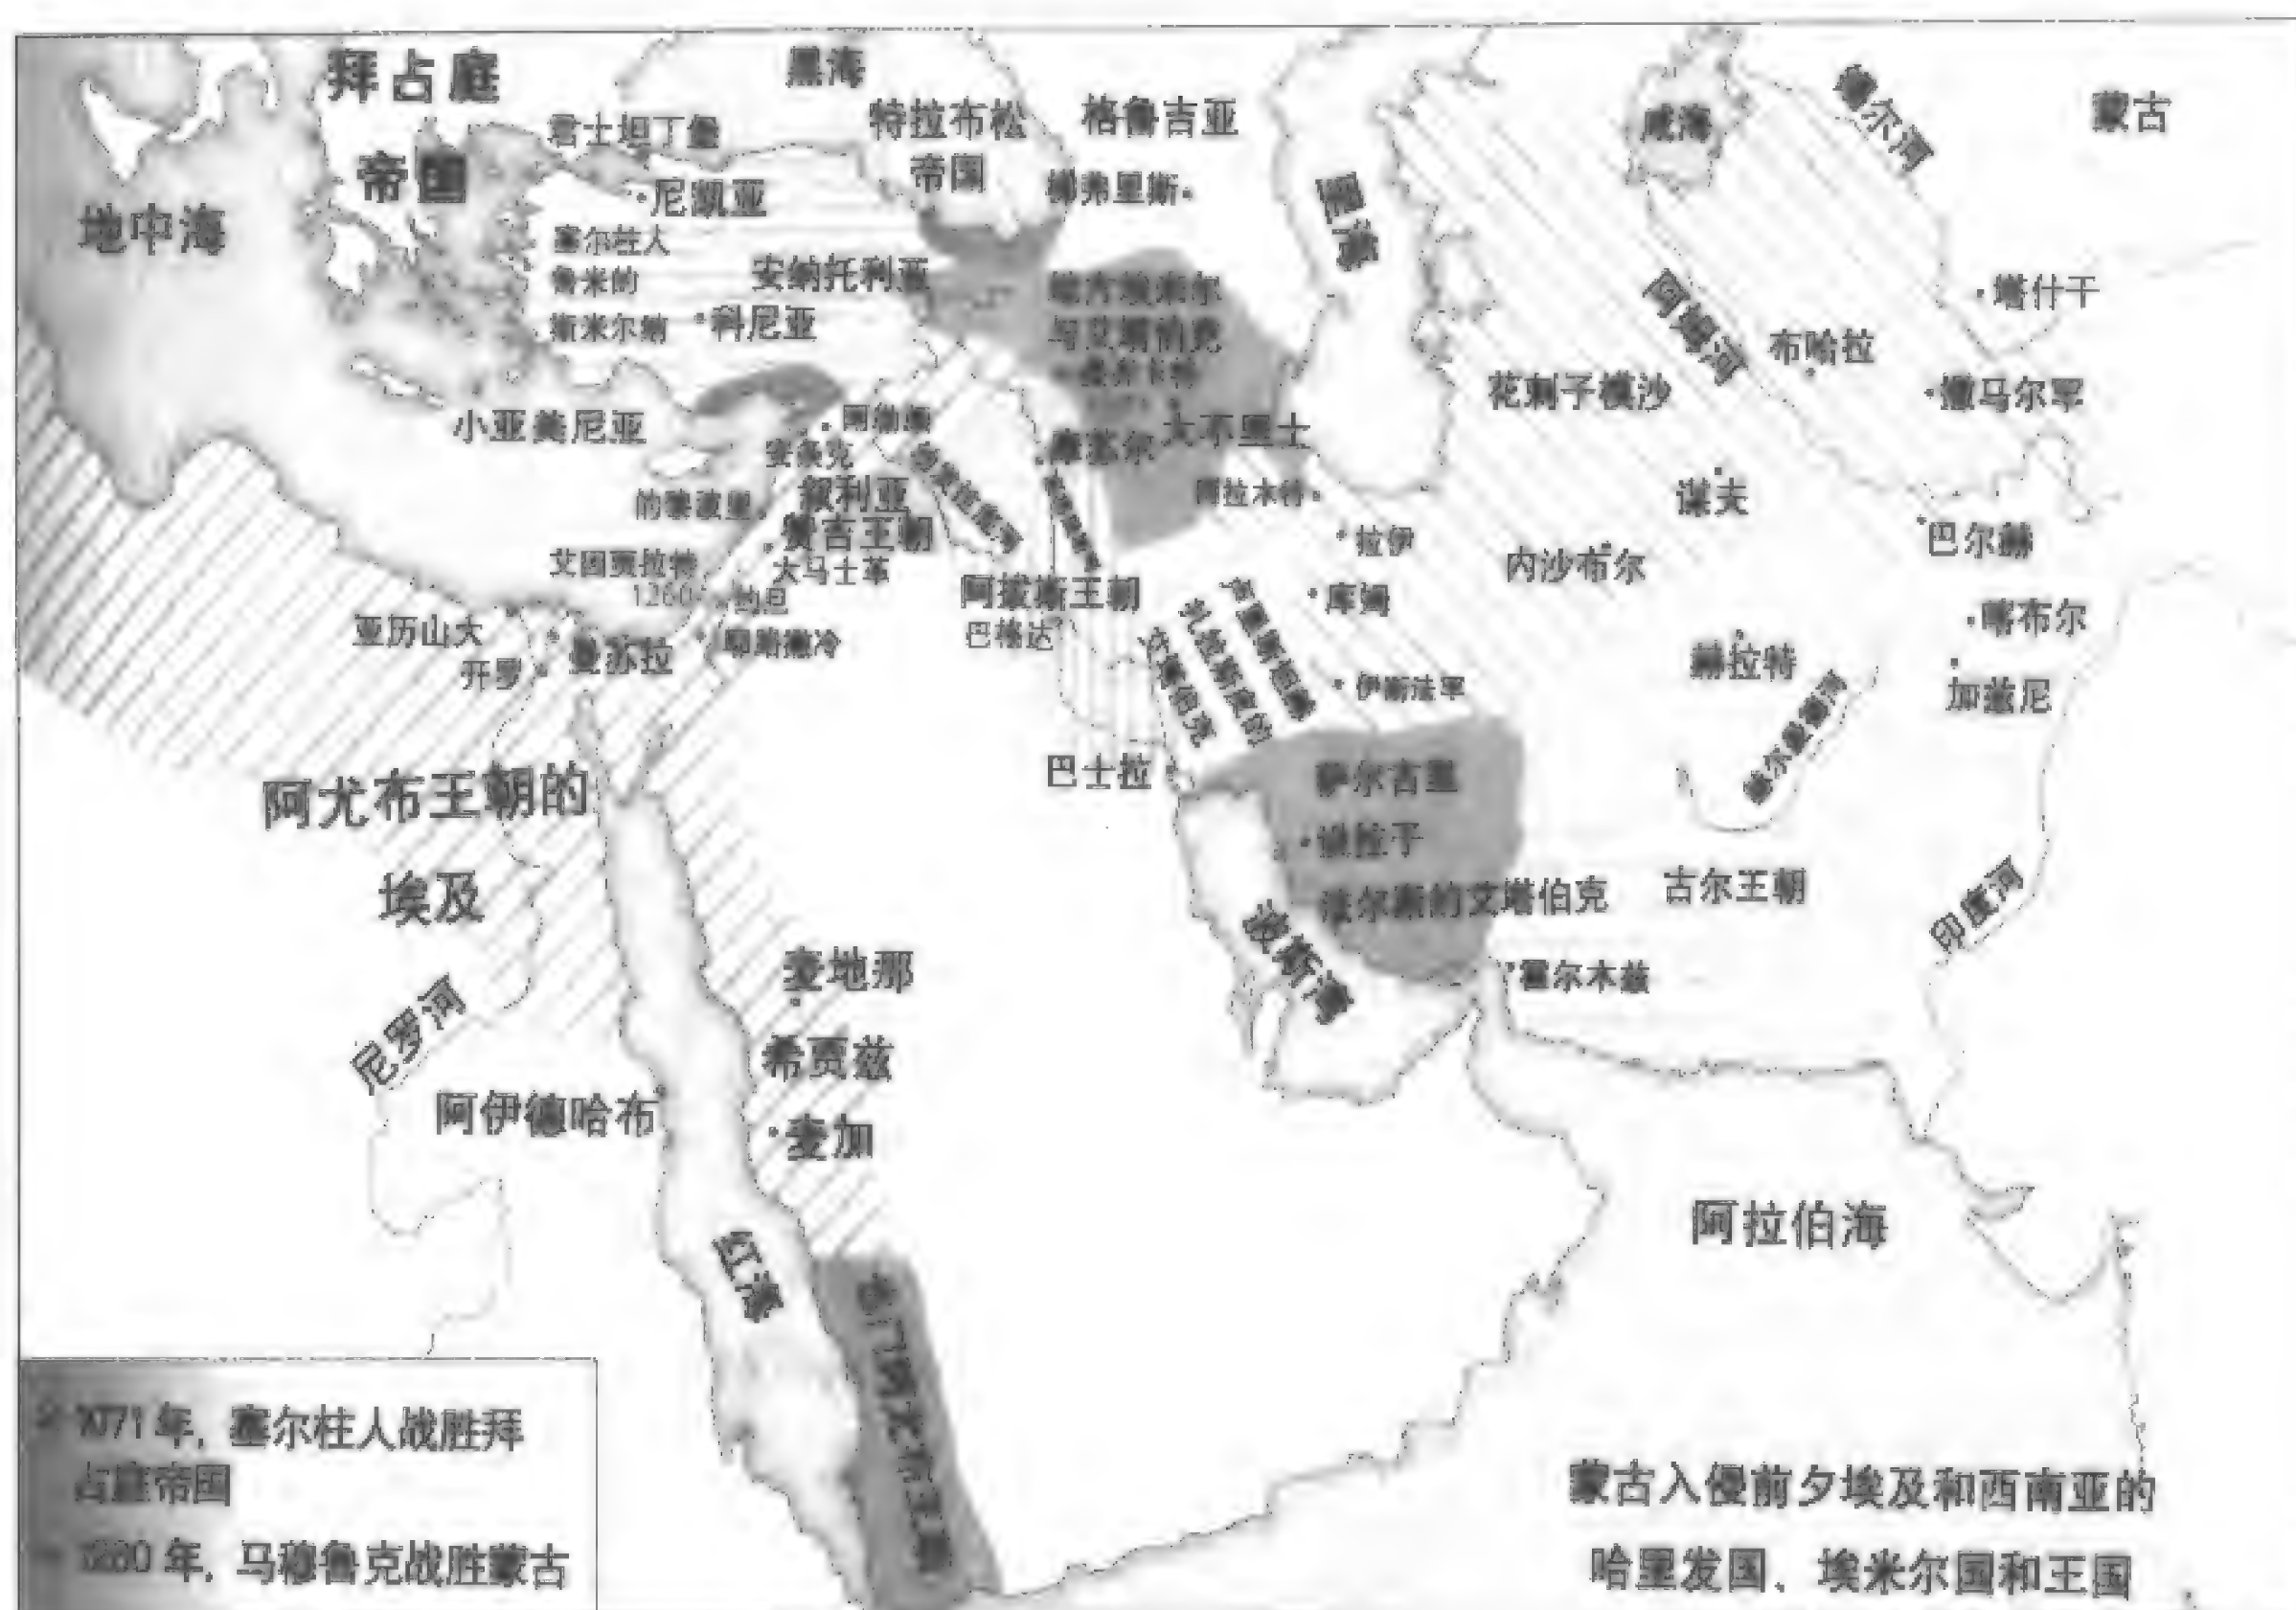 拜占庭
帝国
地中海
黑海
君士坦丁堡
尼凯亚
特拉布松
帝国
格鲁吉亚
梯弗里斯
里海
咸海
锡尔河
蒙古
塞尔柱人
鲁米的
斯米尔纳
安纳托利亚
科尼亚
塔什干
阿姆河
布哈拉
撒马尔罕
花剌子模沙
小亚美尼亚
阿勒颇
安条克
叙利亚
赞吉王朝
大马士革
的黎波里
艾因贾拉特
1260
约旦
耶路撒冷
摩苏尔
大不里士
阿拉木特
拉伊
库姆
谋夫
内沙布尔
巴尔赫
喀布尔
加兹尼
赫拉特
阿拔斯王朝
巴格达
艾塔伯克
伊斯法罕
亚历山大
开罗
曼苏拉
巴士拉
阿尤布王朝的
埃及
萨尔古里
设拉子
法尔斯的艾塔伯克
古尔王朝
印度河
霍尔木兹
波斯湾
麦地那
希贾兹
麦加
尼罗河
阿伊德哈布
红海
阿拉伯海
1071年，塞尔柱人战胜拜
占庭帝国
1260年，马穆鲁克战胜蒙古
蒙古入侵前夕埃及和西南亚的
哈里发国、埃米尔国和王国